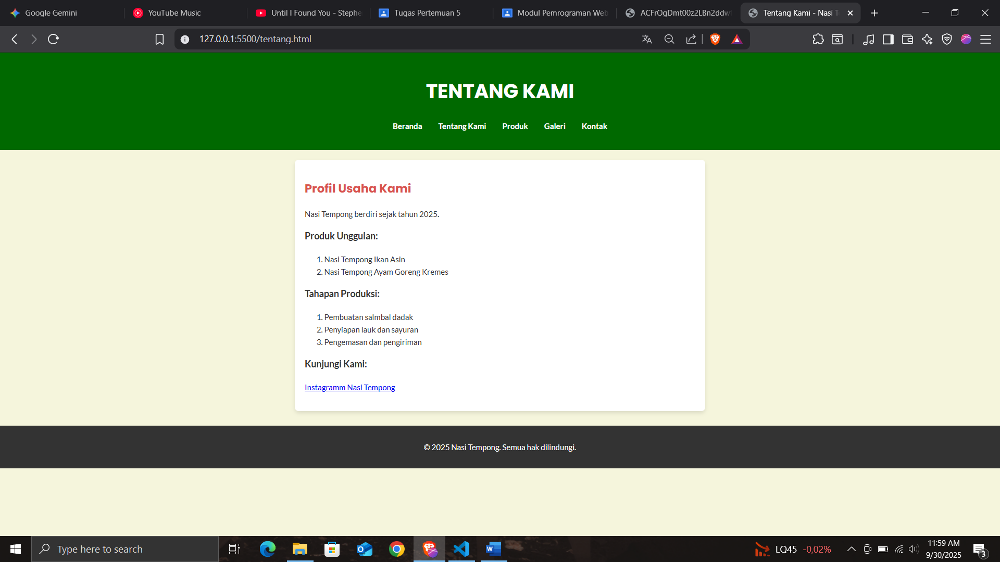 Google Gemini
YouTube Music
Until I Found You - Stephe
Tugas Pertemuan 5
Modul Pemrograman Web
ACFrOgDmt00z2LBn2ddwf
Tentang Kami - Nasi T
127.0.0.1:5500/tentang.html
TENTANG KAMI
Beranda Tentang Kami Produk Galeri Kontak
Profil Usaha Kami
Nasi Tempong berdiri sejak tahun 2025.
Produk Unggulan:
1. Nasi Tempong Ikan Asin
2. Nasi Tempong Ayam Goreng Kremes
Tahapan Produksi:
1. Pembuatan salmbal dadak
2. Penyiapan lauk dan sayuran
3. Pengemasan dan pengiriman
Kunjungi Kami:
Instagramm Nasi Tempong
© 2025 Nasi Tempong. Semua hak dilindungi.
Type here to search
LQ45 -0,02%
11:59 AM
9/30/2025
3